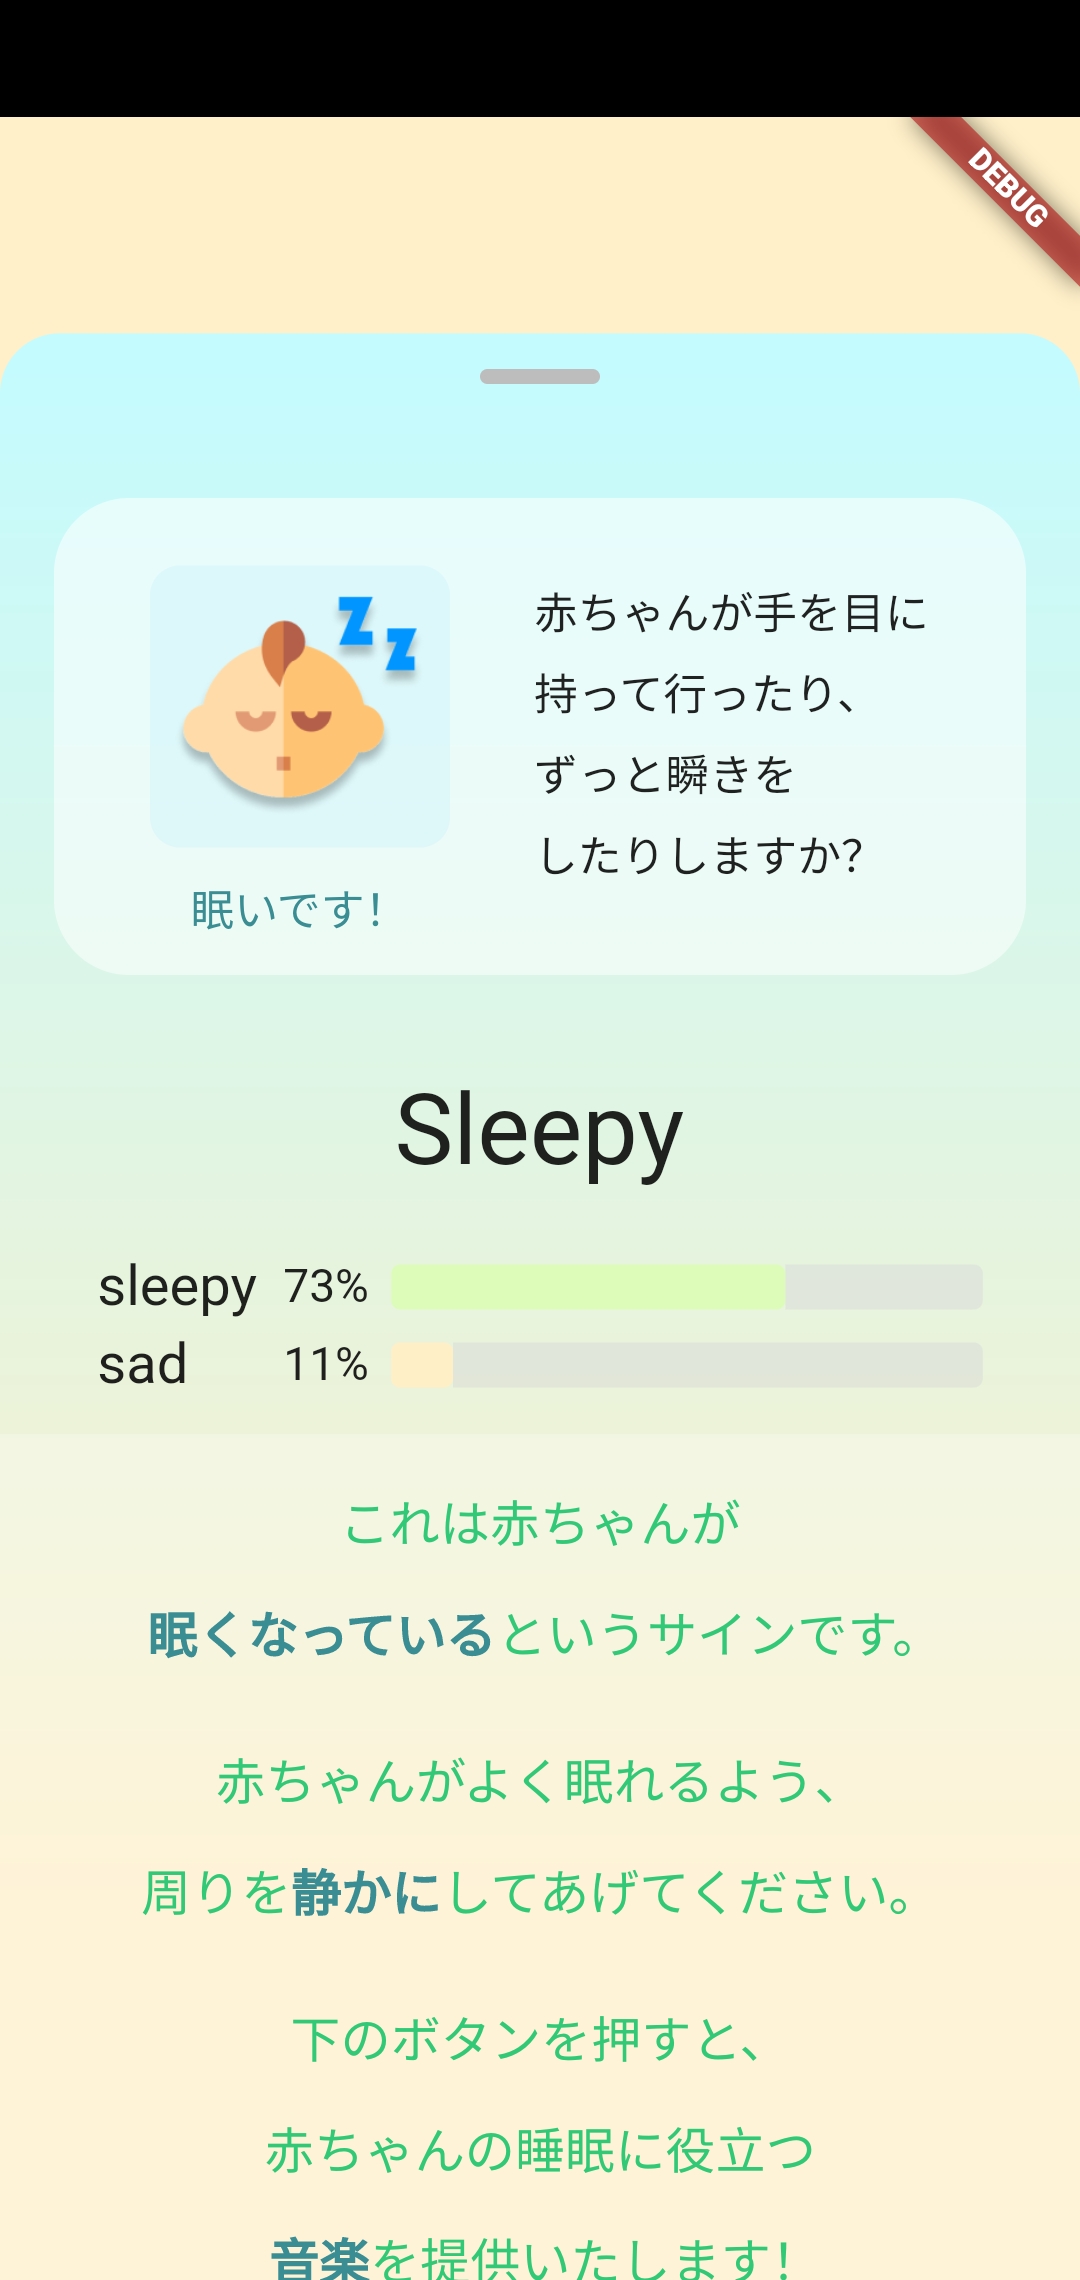 DEBUG
赤ちゃんが手を目に
持って行ったり、
ずっと瞬きを
したりしますか?
眠いです!
Sleepy
sleepy 73%
sad 11%
これは赤ちゃんが
眠くなっているというサインです。
赤ちゃんがよく眠れるよう、
周りを静かにしてあげてください。
下のボタンを押すと、
赤ちゃんの睡眠に役立つ
音楽を提供いたします!